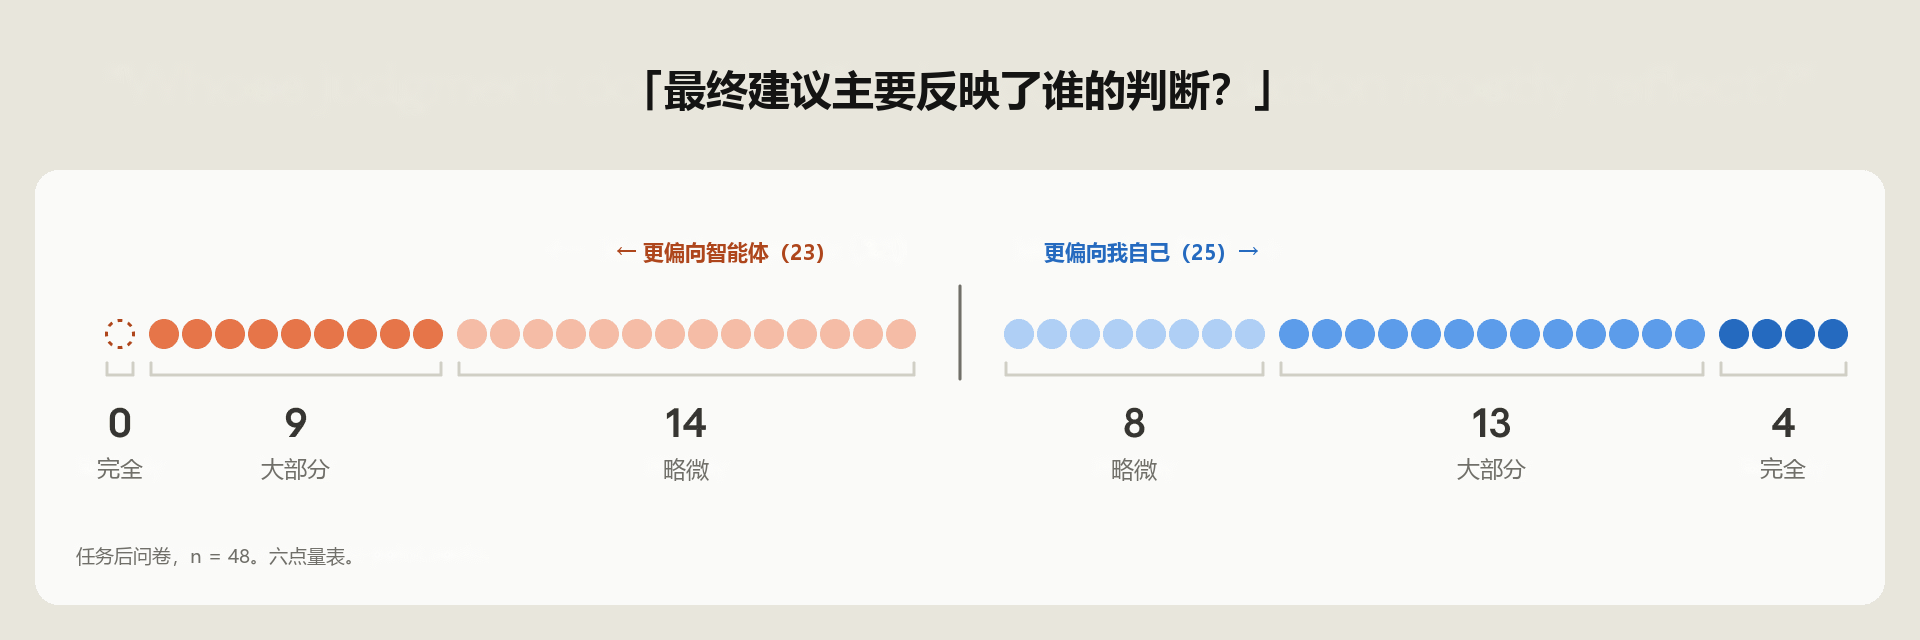 「最终建议主要反映了谁的判断？」
← 更偏向智能体（23）
更偏向我自己（25）→
0
9
14
8
13
4
完全
大部分
略微
略微
大部分
完全
任务后问卷，n = 48。六点量表。